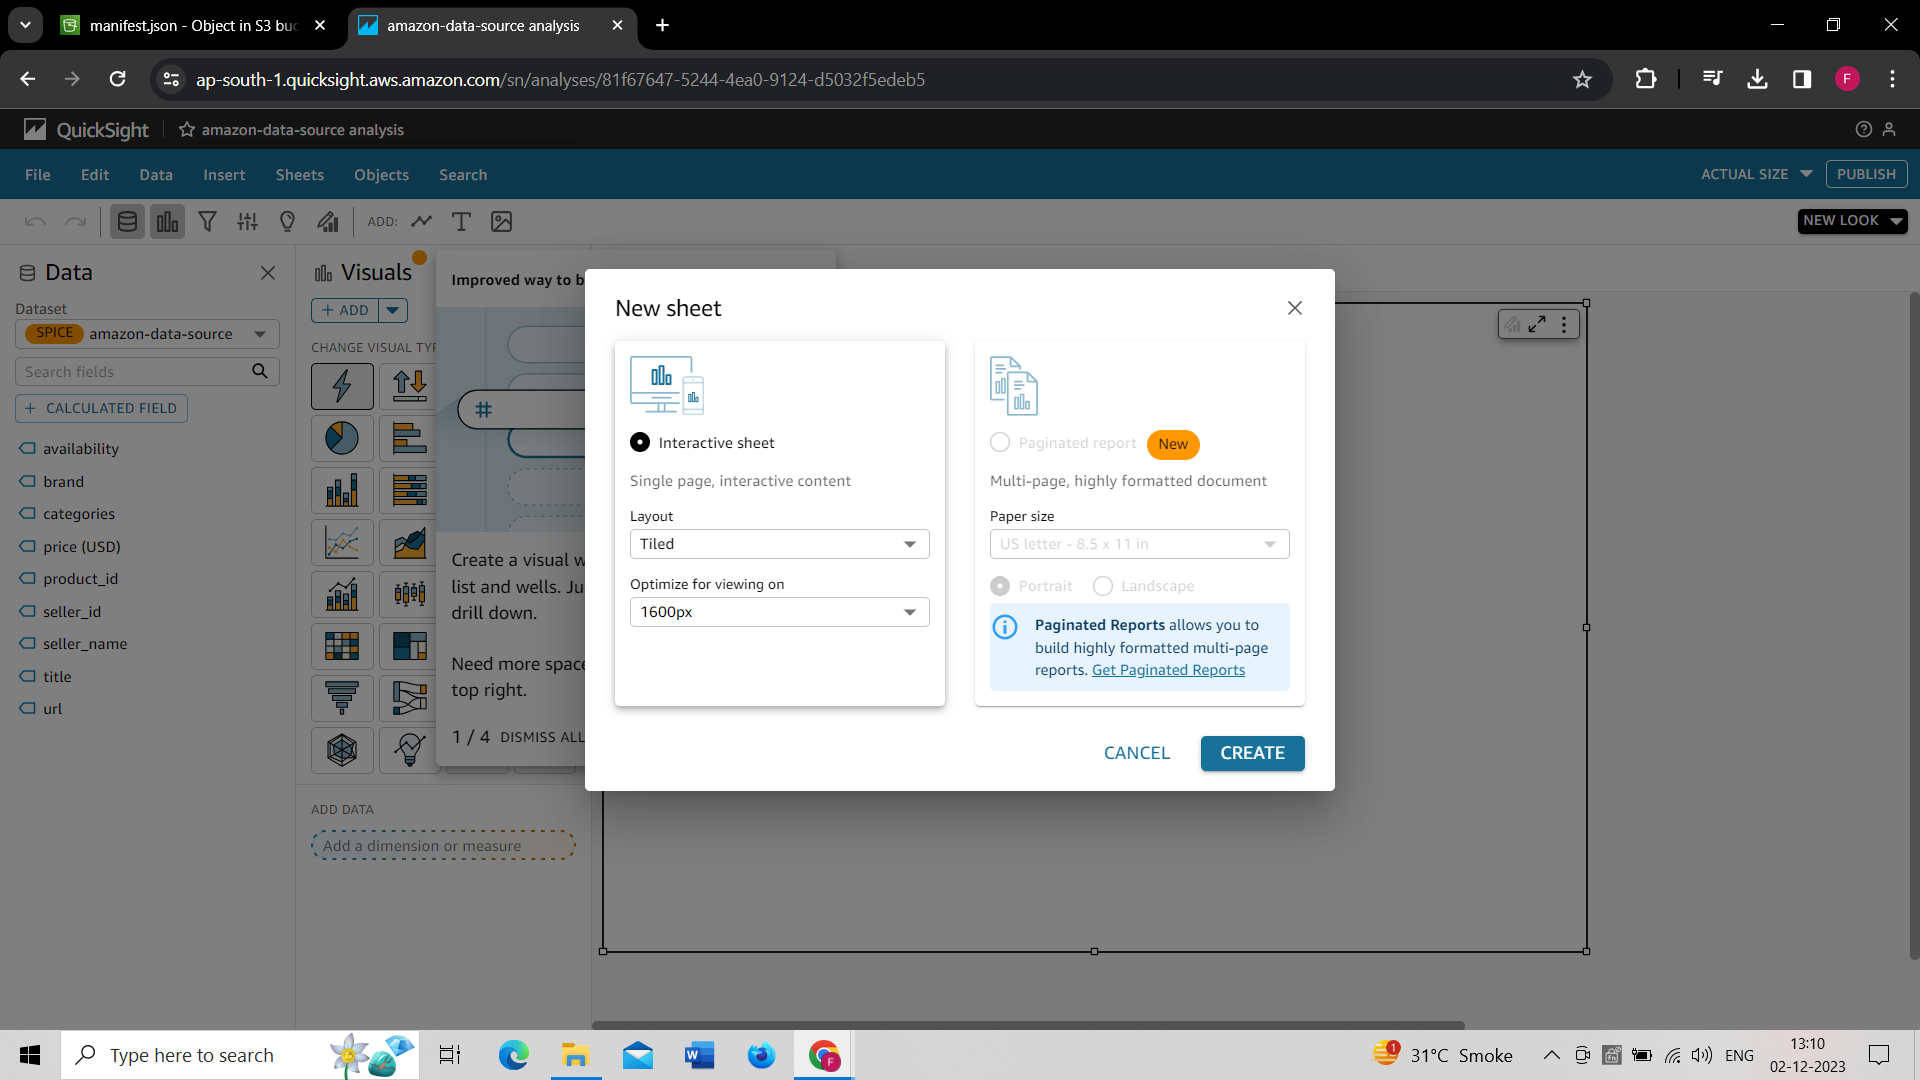 manifest.json - Object in S3 buc
amazon-data-source analysis
ap-south-1.quicksight.aws.amazon.com/sn/analyses/81f67647-5244-4ea0-9124-d5032f5edeb5
F
QuickSight
amazon-data-source analysis
File Edit Data Insert Sheets Objects Search
ACTUAL SIZE
PUBLISH
ADD:
NEW LOOK
Data
Dataset
SPICE amazon-data-source
Search fields
+ CALCULATED FIELD
availability
brand
categories
price (USD)
product_id
seller_id
seller_name
title
url
Visuals
+ ADD
CHANGE VISUAL TYP
ADD DATA
Add a dimension or measure
Improved way to b
Create a visual w
list and wells. Ju
drill down.
Need more space
top right.
1 / 4 DISMISS ALL
New sheet
Interactive sheet
Single page, interactive content
Layout
Tiled
Optimize for viewing on
1600px
Paginated report New
Multi-page, highly formatted document
Paper size
US letter - 8.5 x 11 in
Portrait Landscape
Paginated Reports allows you to
build highly formatted multi-page
reports. Get Paginated Reports
CANCEL
CREATE
Type here to search
1
31°C Smoke
ENG
13:10
02-12-2023